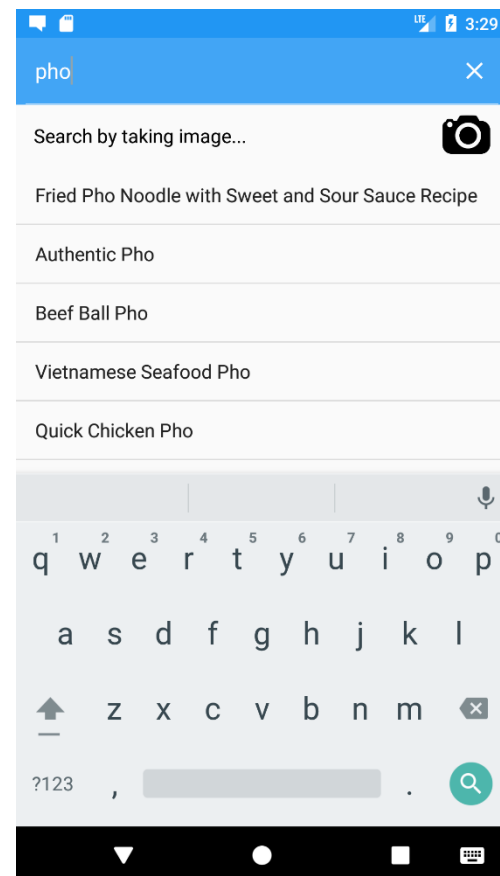 LTE 3:29
pho
Search by taking image...
Fried Pho Noodle with Sweet and Sour Sauce Recipe
Authentic Pho
Beef Ball Pho
Vietnamese Seafood Pho
Quick Chicken Pho
1 2 3 4 5 6 7 8 9 0
q w e r t y u i o p
a s d f g h j k l
z x c v b n m
?123 , .